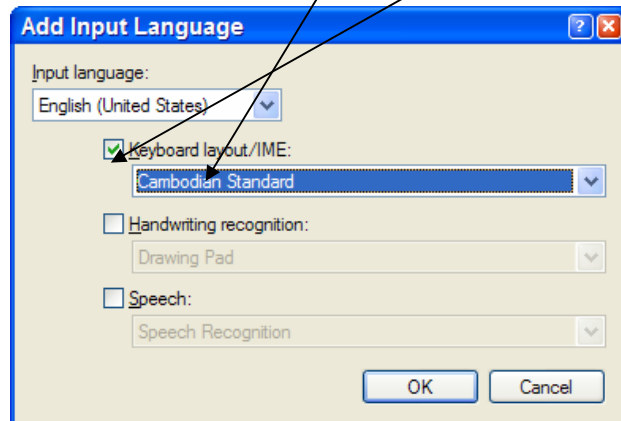 Add Input Language
Input language:
English (United States)
Keyboard layout/IME:
Cambodian Standard
Handwriting recognition:
Drawing Pad
Speech:
Speech Recognition
OK Cancel